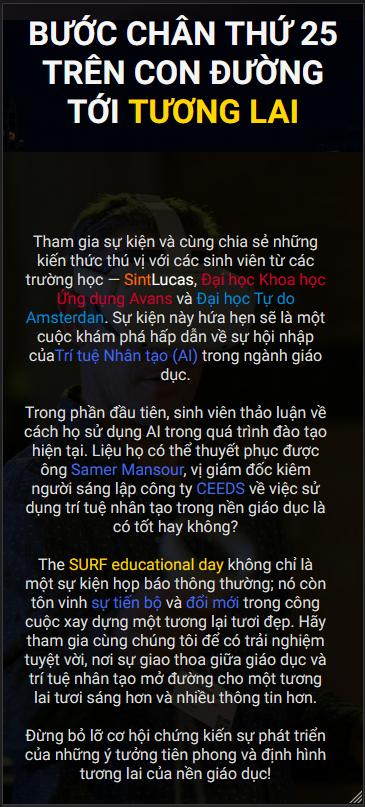 BƯỚC CHÂN THỨ 25
TRÊN CON ĐƯỜNG
TỚI TƯƠNG LAI
Tham gia sự kiện và cùng chia sẻ những
kiến thức thú vị với các sinh viên từ các
trường học — SintLucas, Đại học Khoa học
Ứng dụng Avans và Đại học Tự do
Amsterdan. Sự kiện này hứa hẹn sẽ là một
cuộc khám phá hấp dẫn về sự hội nhập
củaTrí tuệ Nhân tạo (AI) trong ngành giáo
dục.
Trong phần đầu tiên, sinh viên thảo luận về
cách họ sử dụng AI trong quá trình đào tạo
hiện tại. Liệu họ có thể thuyết phục được
ông Samer Mansour, vị giám đốc kiêm
người sáng lập công ty CEEDS về việc sử
dụng trí tuệ nhân tạo trong nền giáo dục là
có tốt hay không?
The SURF educational day không chỉ là
một sự kiện họp báo thông thường; nó còn
tôn vinh sự tiến bộ và đổi mới trong công
cuộc xay dựng một tương lại tươi đẹp. Hãy
tham gia cùng chúng tôi để có trải nghiệm
tuyệt vời, nơi sự giao thoa giữa giáo dục và
trí tuệ nhân tạo mở đường cho một tương
lai tươi sáng hơn và nhiều thông tin hơn.
Đừng bỏ lỡ cơ hội chứng kiến sự phát triển
của những ý tưởng tiên phong và định hình
tương lai của nền giáo dục!